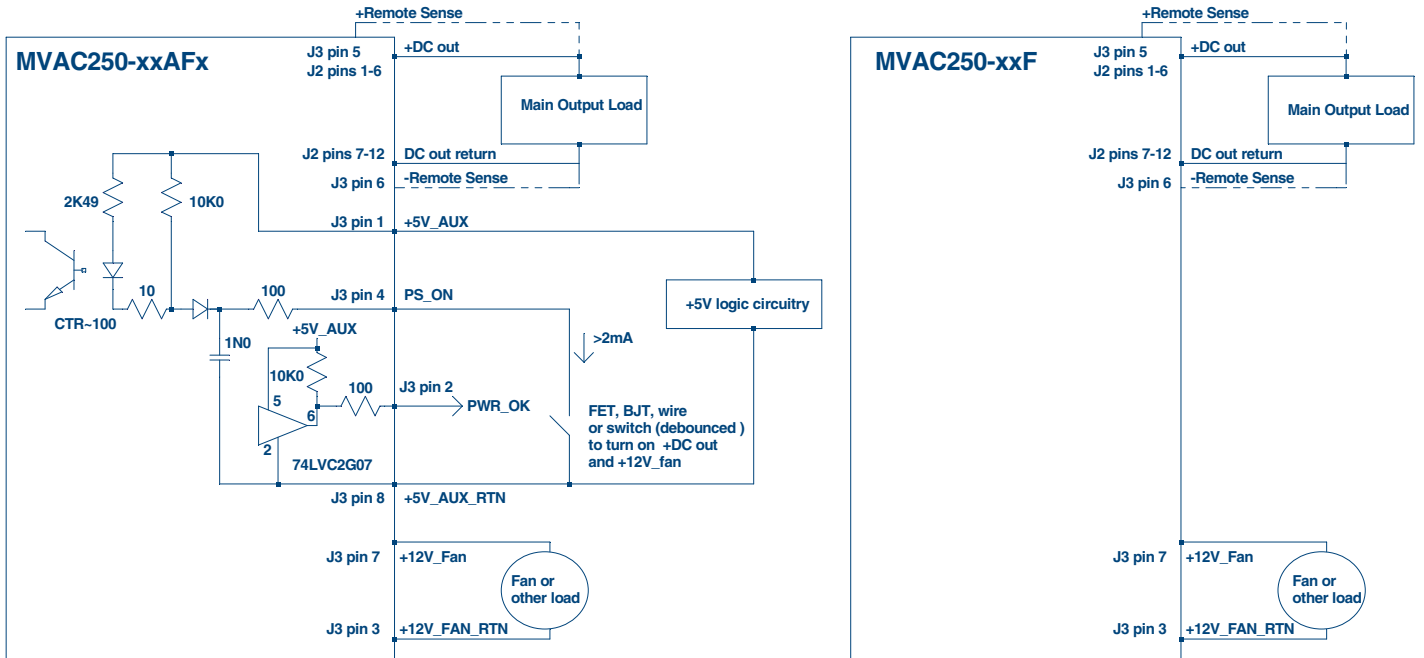 +Remote Sense
J3 pin 5
+DC out
MVAC250-xxAFx
J2 pins 1-6
Main Output Load
J2 pins 7-12
DC out return
J3 pin 6
-Remote Sense
2K49
10K0
J3 pin 1
+5V_AUX
10
100
J3 pin 4
PS_ON
+5V logic circuitry
CTR~100
+5V_AUX
1N0
>2mA
10K0
100
J3 pin 2
5
6
PWR_OK
2
74LVC2G07
FET, BJT, wire
or switch (debounced )
to turn on +DC out
and +12V_fan
J3 pin 8
+5V_AUX_RTN
J3 pin 7
+12V_Fan
Fan or
other load
J3 pin 3
+12V_FAN_RTN
+Remote Sense
J3 pin 5
+DC out
MVAC250-xxF
J2 pins 1-6
Main Output Load
J2 pins 7-12
DC out return
J3 pin 6
-Remote Sense
J3 pin 7
+12V_Fan
Fan or
other load
J3 pin 3
+12V_FAN_RTN